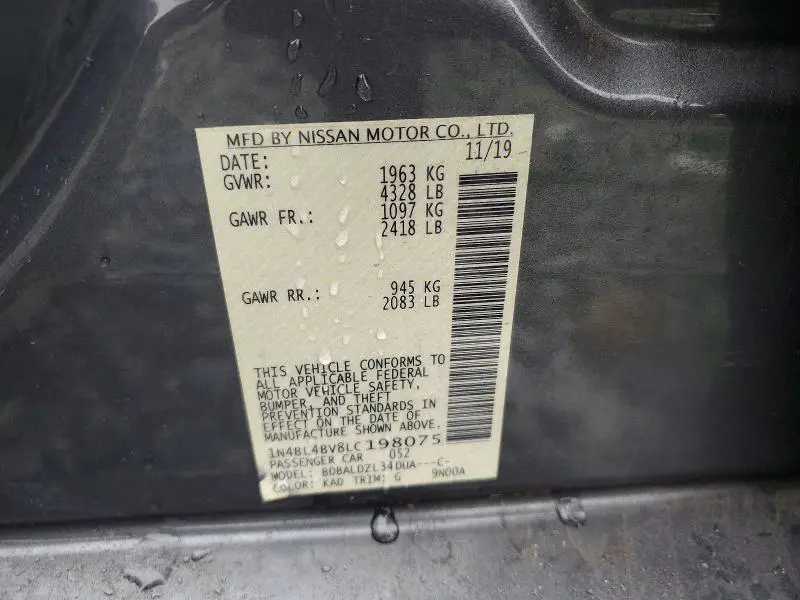 MFD BY NISSAN MOTOR CO., LTD.
DATE: 11/19
GVWR: 1963 KG
4328 LB
GAWR FR.: 1097 KG
2418 LB
GAWR RR.: 945 KG
2083 LB
THIS VEHICLE CONFORMS TO
ALL APPLICABLE FEDERAL
MOTOR VEHICLE SAFETY,
BUMPER, AND THEFT
PREVENTION STANDARDS IN
EFFECT ON THE DATE OF
MANUFACTURE SHOWN ABOVE.
1N4BL4BV8LC198075
PASSENGER CAR 052
MODEL: BDBALDZL34DUA---C-
COLOR: KAD TRIM: G 9N00A